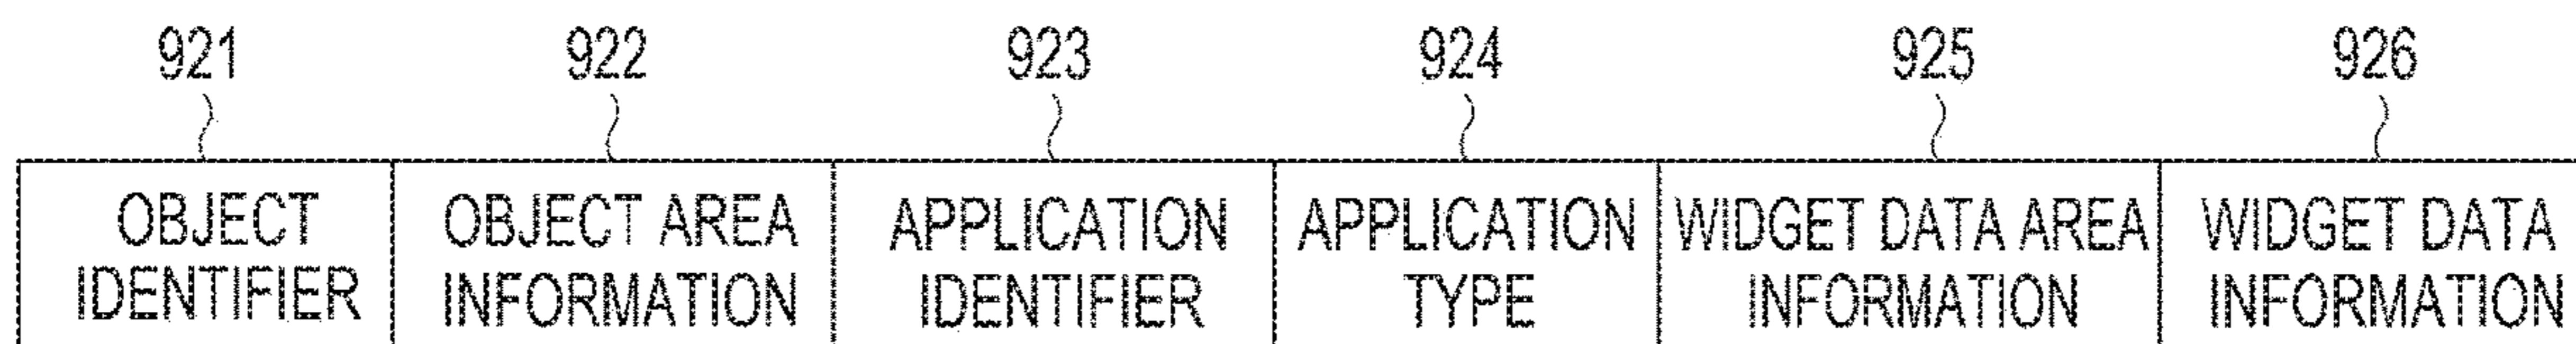 921 922 923 924 925 926
OBJECT OBJECT AREA APPLICATION APPLICATION WIDGET DATA AREA WIDGET DATA
IDENTIFIER INFORMATION IDENTIFIER TYPE INFORMATION INFORMATION